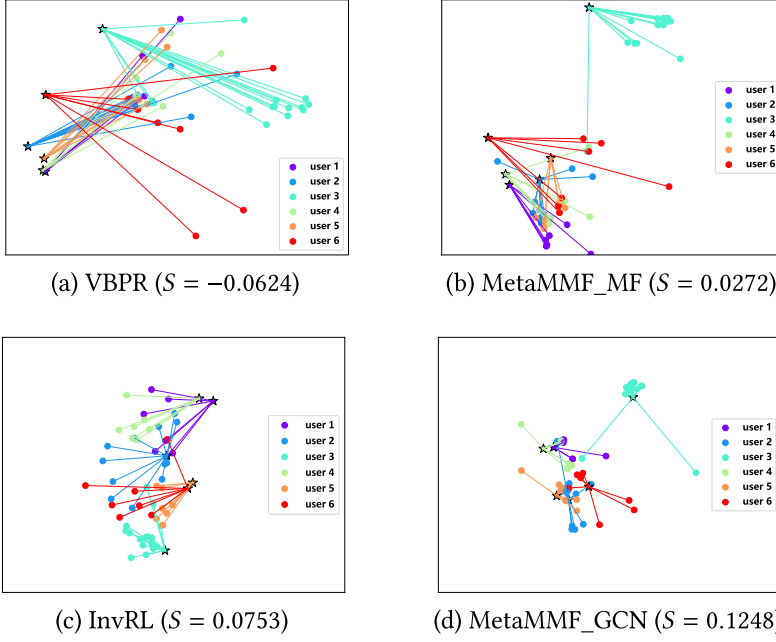 user 1
user 2
user 3
user 4
user 5
user 6
user 1
user 2
user 3
user 4
user 5
user 6
(a) VBPR (S = −0.0624)
(b) MetaMMF_MF (S = 0.0272)
user 1
user 2
user 3
user 4
user 5
user 6
user 1
user 2
user 3
user 4
user 5
user 6
(c) InvRL (S = 0.0753)
(d) MetaMMF_GCN (S = 0.1248)